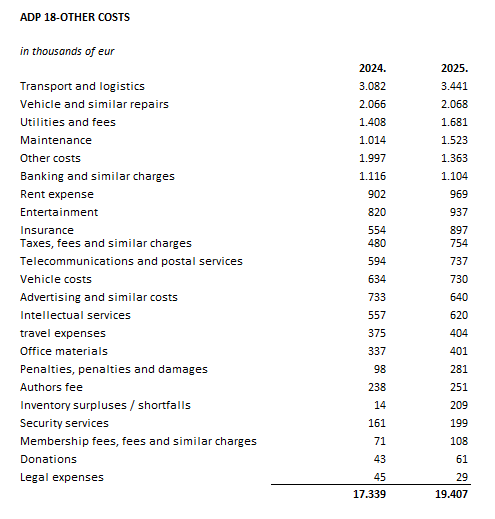 ADP 18-OTHER COSTS
in thousands of eur
2024. 2025.
Transport and logistics 3.082 3.441
Vehicle and similar repairs 2.066 2.068
Utilities and fees 1.408 1.681
Maintenance 1.014 1.523
Other costs 1.997 1.363
Banking and similar charges 1.116 1.104
Rent expense 902 969
Entertainment 820 937
Insurance 554 897
Taxes, fees and similar charges 480 754
Telecommunications and postal services 594 737
Vehicle costs 634 730
Advertising and similar costs 733 640
Intellectual services 557 620
travel expenses 375 404
Office materials 337 401
Penalties, penalties and damages 98 281
Authors fee 238 251
Inventory surpluses / shortfalls 14 209
Security services 161 199
Membership fees, fees and similar charges 71 108
Donations 43 61
Legal expenses 45 29
17.339 19.407